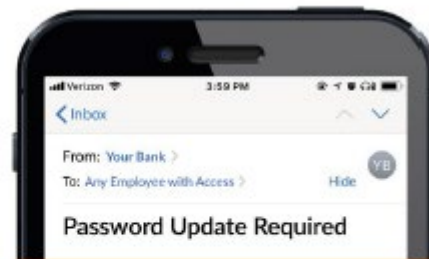 Verizon 3:59 PM
Inbox
From: Your Bank
YB
To: Any Employee with Access Hide
Password Update Required